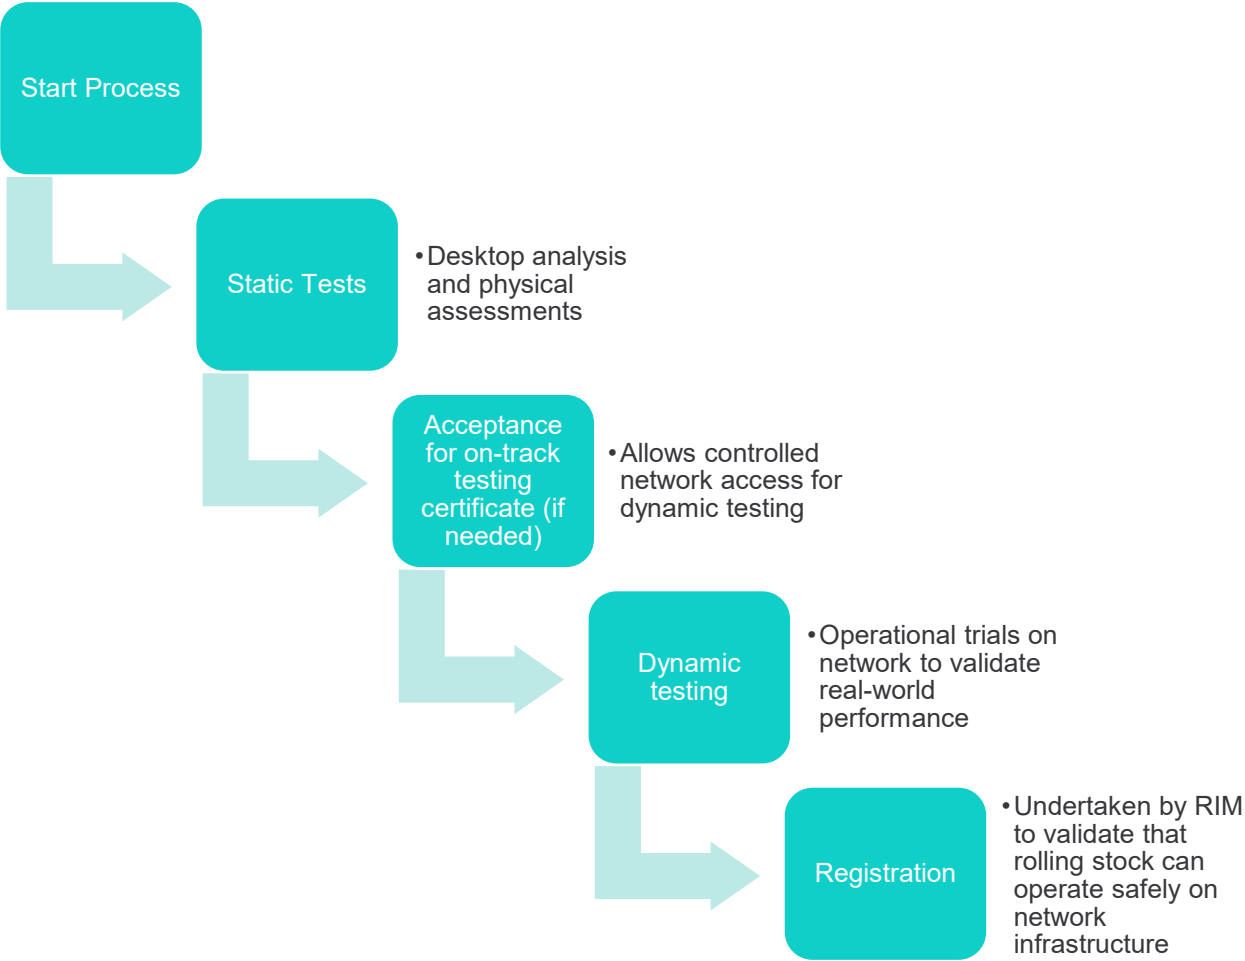 Start Process
Static Tests
•Desktop analysis
and physical
assessments
Acceptance
for on-track
testing
certificate (if
needed)
•Allows controlled
network access for
dynamic testing
Dynamic
testing
•Operational trials on
network to validate
real-world
performance
Registration
•Undertaken by RIM
to validate that
rolling stock can
operate safely on
network
infrastructure